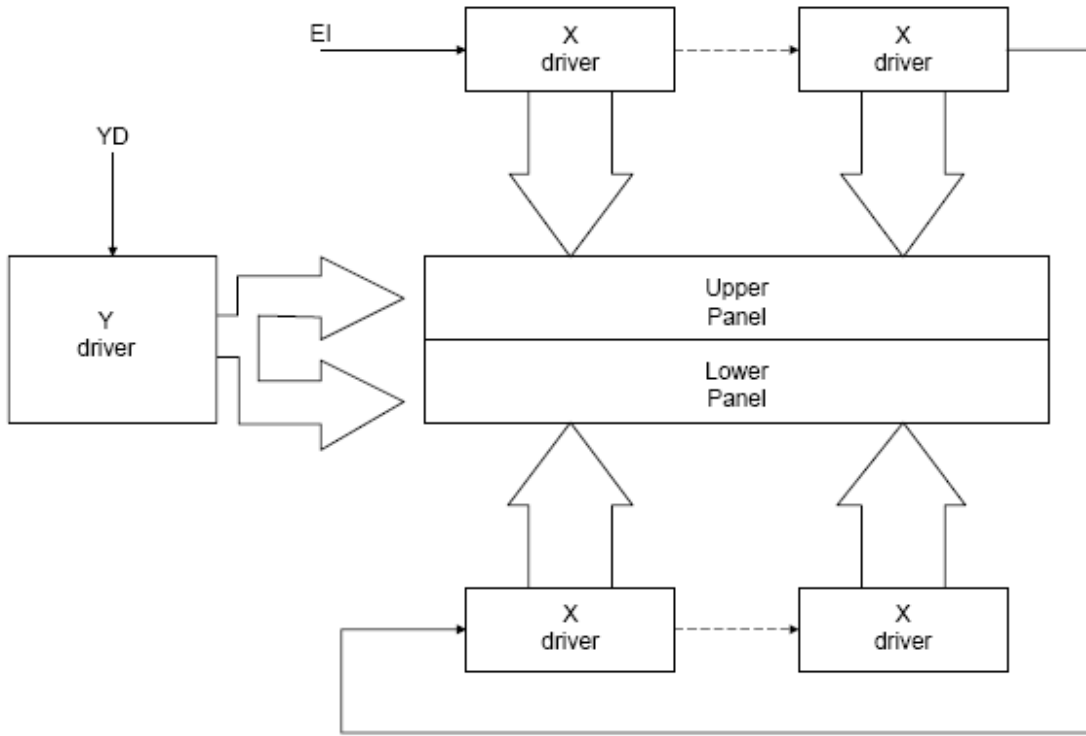 EI
X
driver
X
driver
YD
Y
driver
Upper
Panel
Lower
Panel
X
driver
X
driver